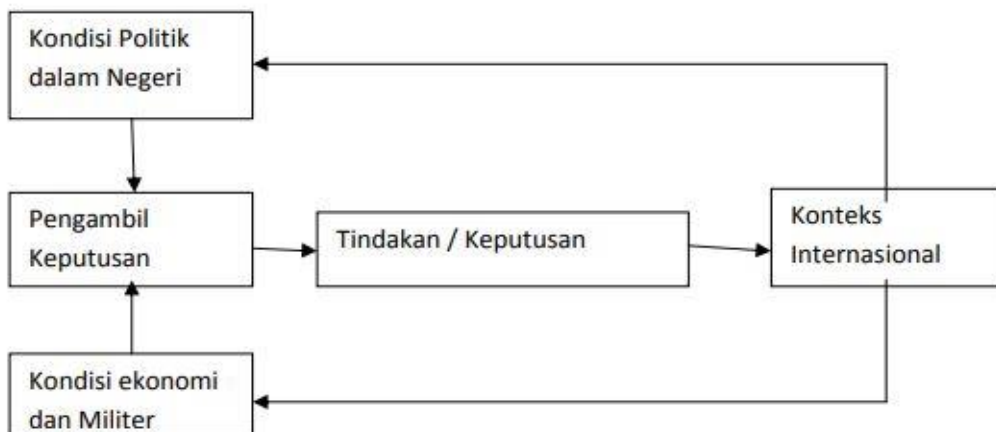 Kondisi Politik
dalam Negeri
Pengambil
Keputusan
Tindakan / Keputusan
Konteks
Internasional
Kondisi ekonomi
dan Militer